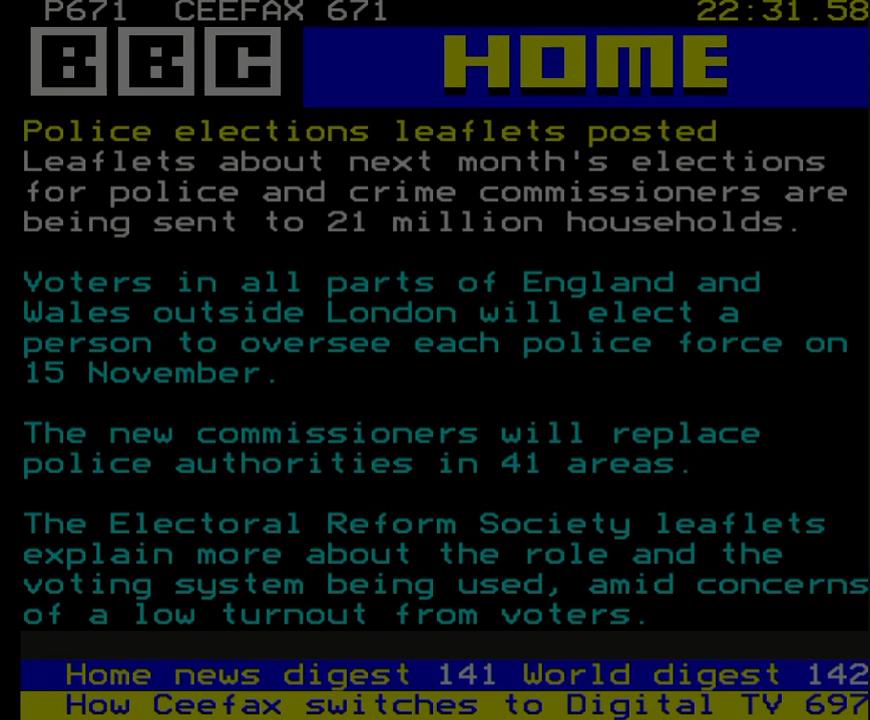 P671 CEEFAX 671 22:31.58
BBC HOME
Police elections leaflets posted
Leaflets about next month's elections
for police and crime commissioners are
being sent to 21 million households.
Voters in all parts of England and
Wales outside London will elect a
person to oversee each police force on
15 November.
The new commissioners will replace
police authorities in 41 areas.
The Electoral Reform Society leaflets
explain more about the role and the
voting system being used, amid concerns
of a low turnout from voters.
Home news digest 141 World digest 142
How Ceefax switches to Digital TV 697